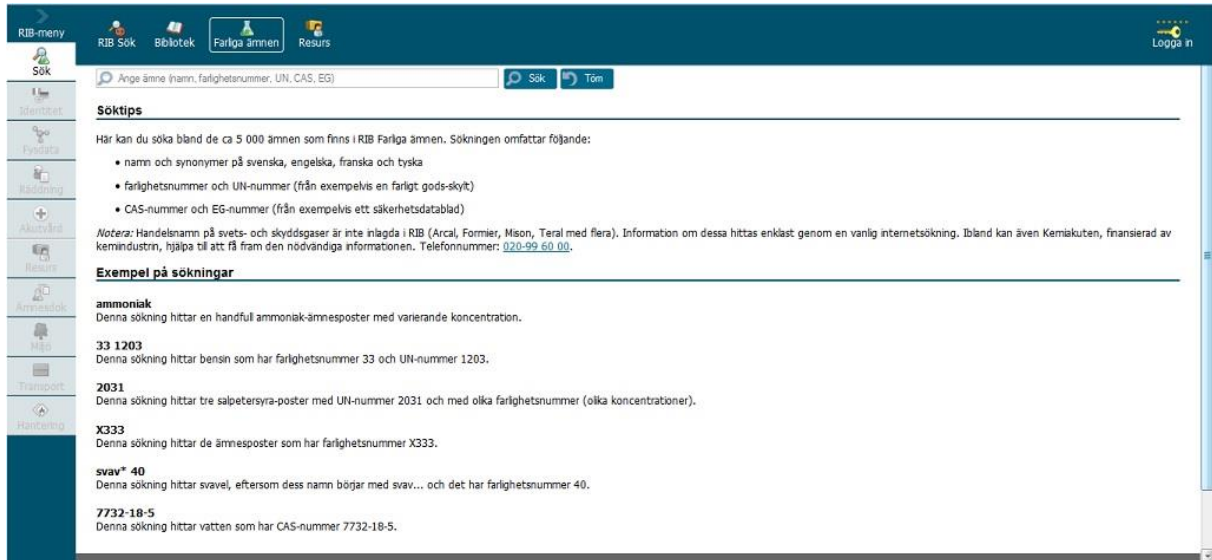 RIB-meny
RIB Sök
Bibliotek
Farliga ämnen
Resurs
Logga in
Sök
Identitet
Fysdata
Räddning
Akutvård
Resurs
Ämnesdok
Miljö
Transport
Hantering
Ange ämne (namn, farlighetsnummer, UN, CAS, EG)
Sök
Töm
Söktips
Här kan du söka bland de ca 5 000 ämnen som finns i RIB Farliga ämnen. Sökningen omfattar följande:
• namn och synonymer på svenska, engelska, franska och tyska
• farlighetsnummer och UN-nummer (från exempelvis en farligt gods-skylt)
• CAS-nummer och EG-nummer (från exempelvis ett säkerhetsdatablad)
Notera: Handelsnamn på svets- och skyddsgaser är inte inlagda i RIB (Arcal, Formier, Mison, Teral med flera). Information om dessa hittas enklast genom en vanlig internetsökning. Ibland kan även Kemiakuten, finansierad av
kemiindustrin, hjälpa till att få fram den nödvändiga informationen. Telefonnummer: 020-99 60 00.
Exempel på sökningar
ammoniak
Denna sökning hittar en handfull ammoniak-ämnesposter med varierande koncentration.
33 1203
Denna sökning hittar bensin som har farlighetsnummer 33 och UN-nummer 1203.
2031
Denna sökning hittar tre salpetersyra-poster med UN-nummer 2031 och med olika farlighetsnummer (olika koncentrationer).
X333
Denna sökning hittar de ämnesposter som har farlighetsnummer X333.
svav* 40
Denna sökning hittar svavel, eftersom dess namn börjar med svav... och det har farlighetsnummer 40.
7732-18-5
Denna sökning hittar vatten som har CAS-nummer 7732-18-5.